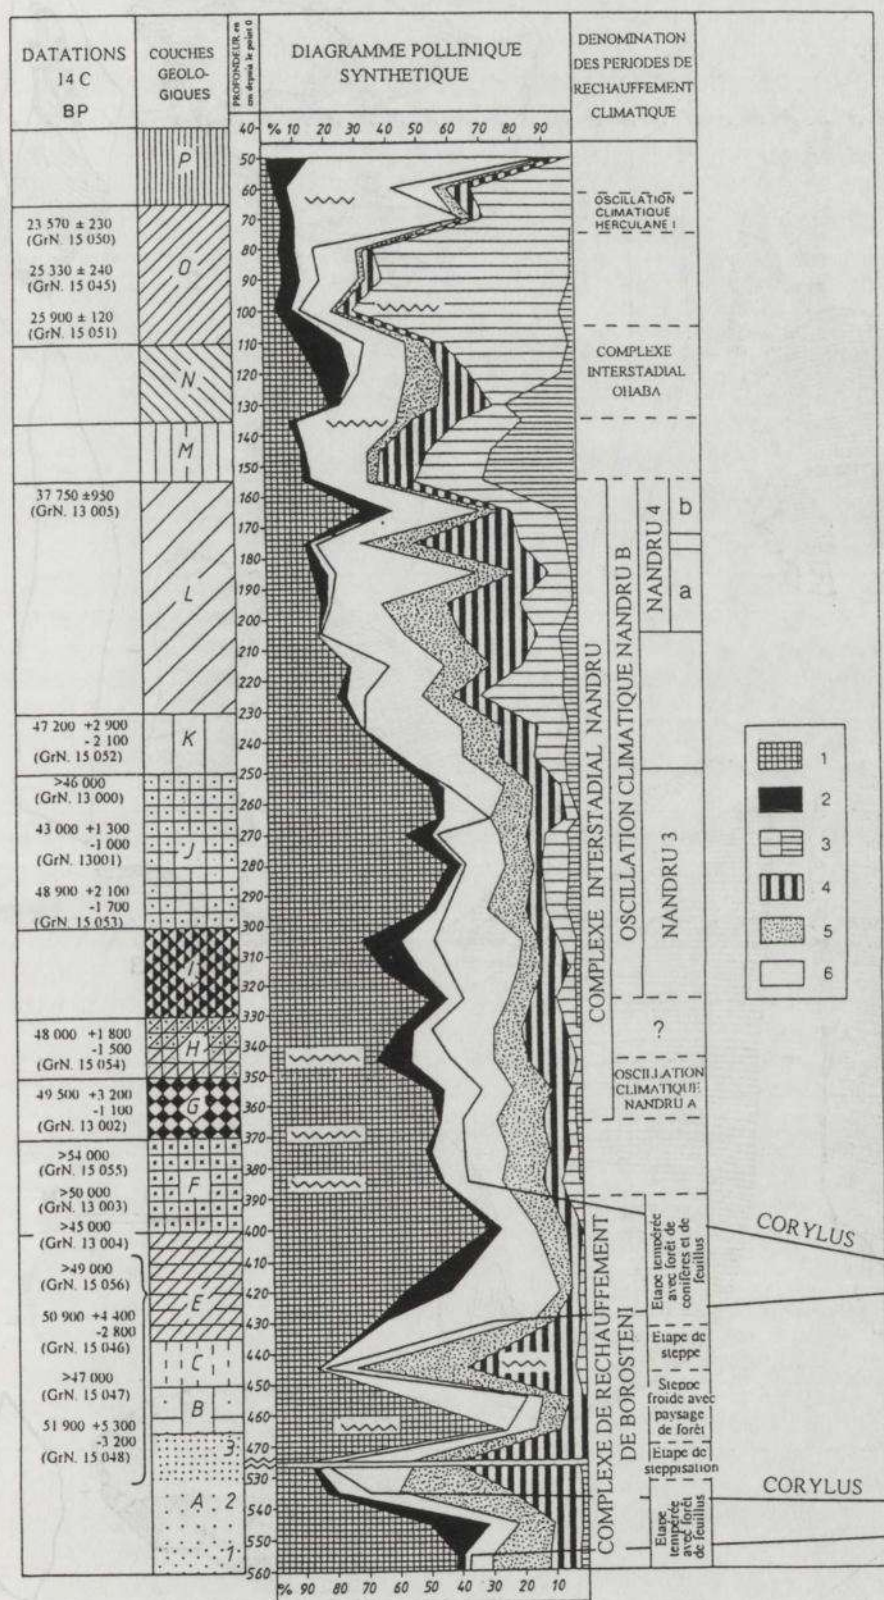 DATATIONS
14 C
BP
COUCHES
GEOLO-
GIQUES
PROFONDEUR en
cm depuis le point 0
DIAGRAMME POLLINIQUE
SYNTHETIQUE
DENOMINATION
DES PERIODES DE
RECHAUFFEMENT
CLIMATIQUE
% 10 20 30 40 50 60 70 80 90
40
50
60
70
80
90
100
110
120
130
140
150
160
170
180
190
200
210
220
230
240
250
260
270
280
290
300
310
320
330
340
350
360
370
380
390
400
410
420
430
440
450
460
470
530
540
550
560
23 570 ± 230
(GrN. 15 050)
25 330 ± 240
(GrN. 15 045)
25 900 ± 120
(GrN. 15 051)
37 750 ±950
(GrN. 13 005)
47 200 +2 900
- 2 100
(GrN. 15 052)
>46 000
(GrN. 13 000)
43 000 +1 300
-1 000
(GrN. 13001)
48 900 +2 100
-1 700
(GrN. 15 053)
48 000 +1 800
-1 500
(GrN. 15 054)
49 500 +3 200
-1 100
(GrN. 13 002)
>54 000
(GrN. 15 055)
>50 000
(GrN. 13 003)
>45 000
(GrN. 13 004)
>49 000
(GrN. 15 056)
50 900 +4 400
-2 800
(GrN. 15 046)
>47 000
(GrN. 15 047)
51 900 +5 300
-3 200
(GrN. 15 048)
P
O
N
M
L
K
J
I
H
G
F
E
C
B
3
A 2
1
OSCILLATION
CLIMATIQUE
HERCULANE I
COMPLEXE
INTERSTADIAL
OHABA
COMPLEXE INTERSTADIAL NANDRU
OSCILLATION CLIMATIQUE NANDRU B
NANDRU 4
b
a
NANDRU 3
?
OSCILLATION
CLIMATIQUE
NANDRU A
COMPLEXE DE RECHAUFFEMENT
DE BOROSTENI
Etape tempérée
avec forêt de
conifères et de
feuillus
Etape de
steppe
Steppe
froide avec
paysage
de forêt
Etape de
steppisation
Etape
tempérée
avec forêt
de feuillus
CORYLUS
CORYLUS
1
2
3
4
5
6
% 90 80 70 60 50 40 30 20 10